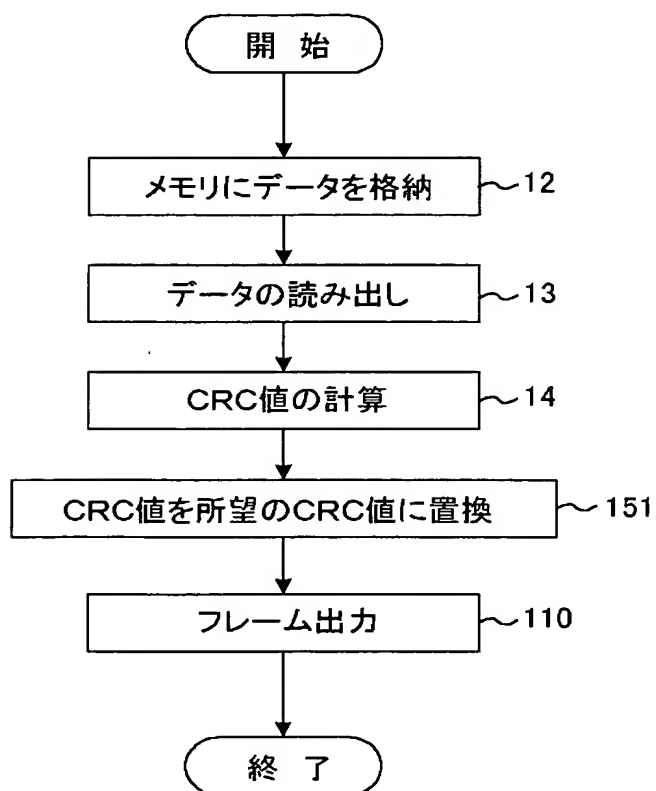 開 始
メモリにデータを格納 12
データの読み出し 13
CRC値の計算 14
CRC値を所望のCRC値に置換 151
フレーム出力 110
終 了